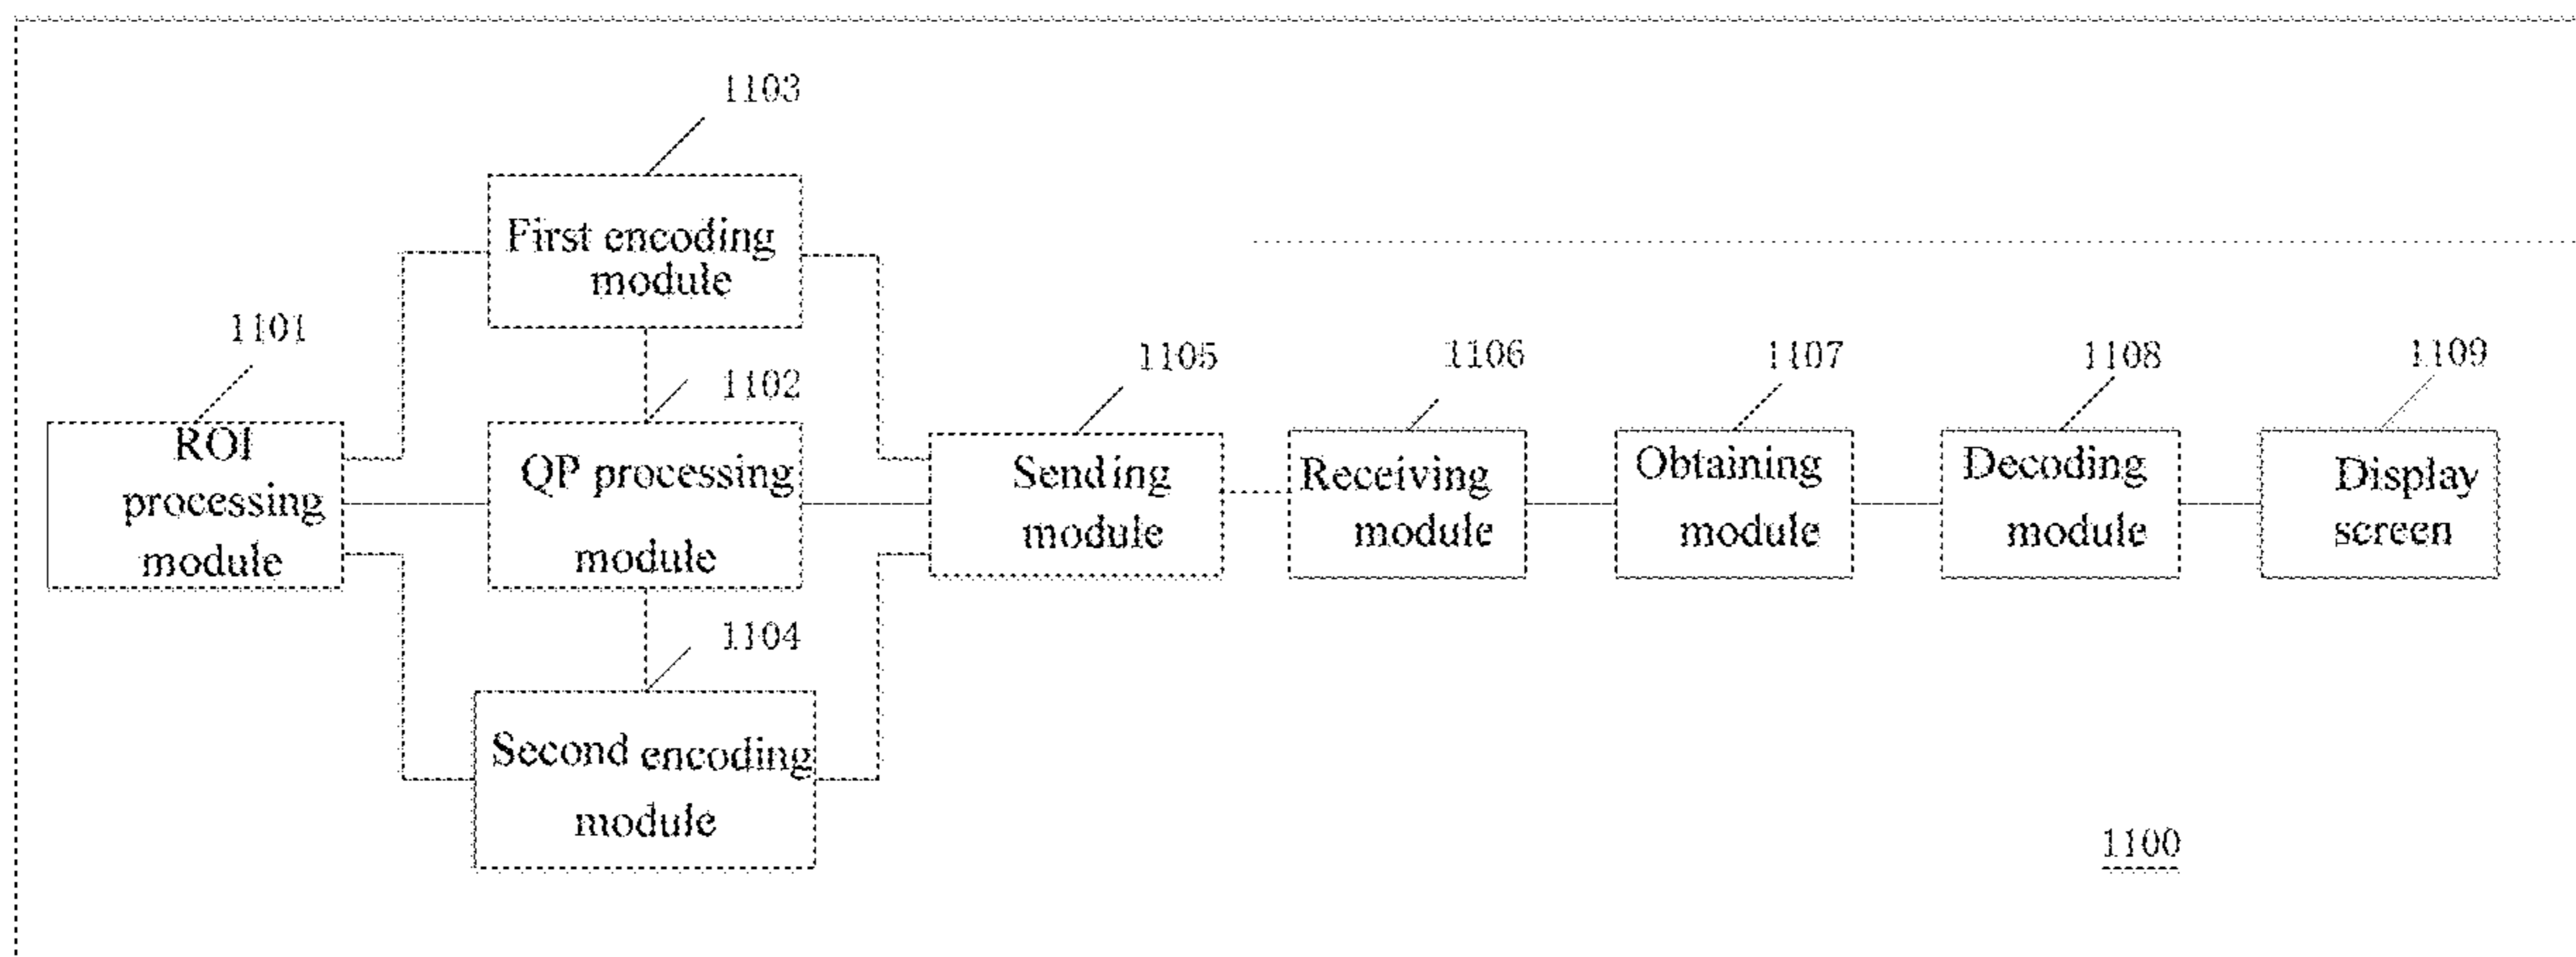 1103
First encoding
module
1101
ROI
processing
module
1102
QP processing
module
1104
Second encoding
module
1105
Sending
module
1106
Receiving
module
1107
Obtaining
module
1108
Decoding
module
1109
Display
screen
1100